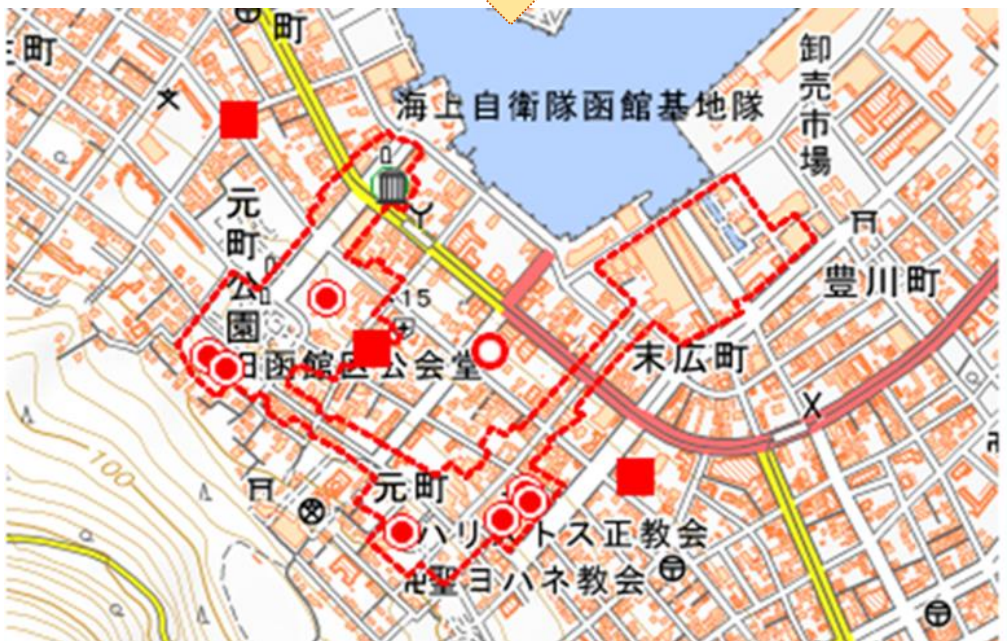 町
町
卸売市場
海上自衛隊函館基地隊
元町公園
豊川町
15
末広町
函館区公会堂
元町
100
ハリストス正教会
聖ヨハネ教会